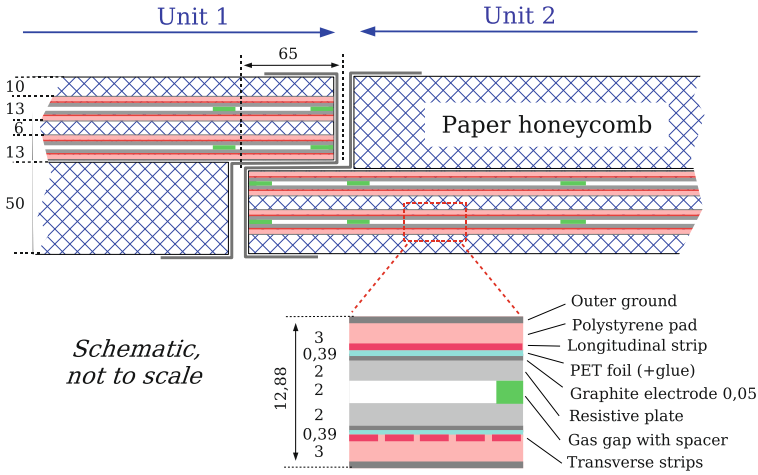 Unit 1
Unit 2
65
10
13
6
13
50
Paper honeycomb
Schematic,
not to scale
12,88
3
0,39
2
2
2
0,39
3
Outer ground
Polystyrene pad
Longitudinal strip
PET foil (+glue)
Graphite electrode 0,05
Resistive plate
Gas gap with spacer
Transverse strips